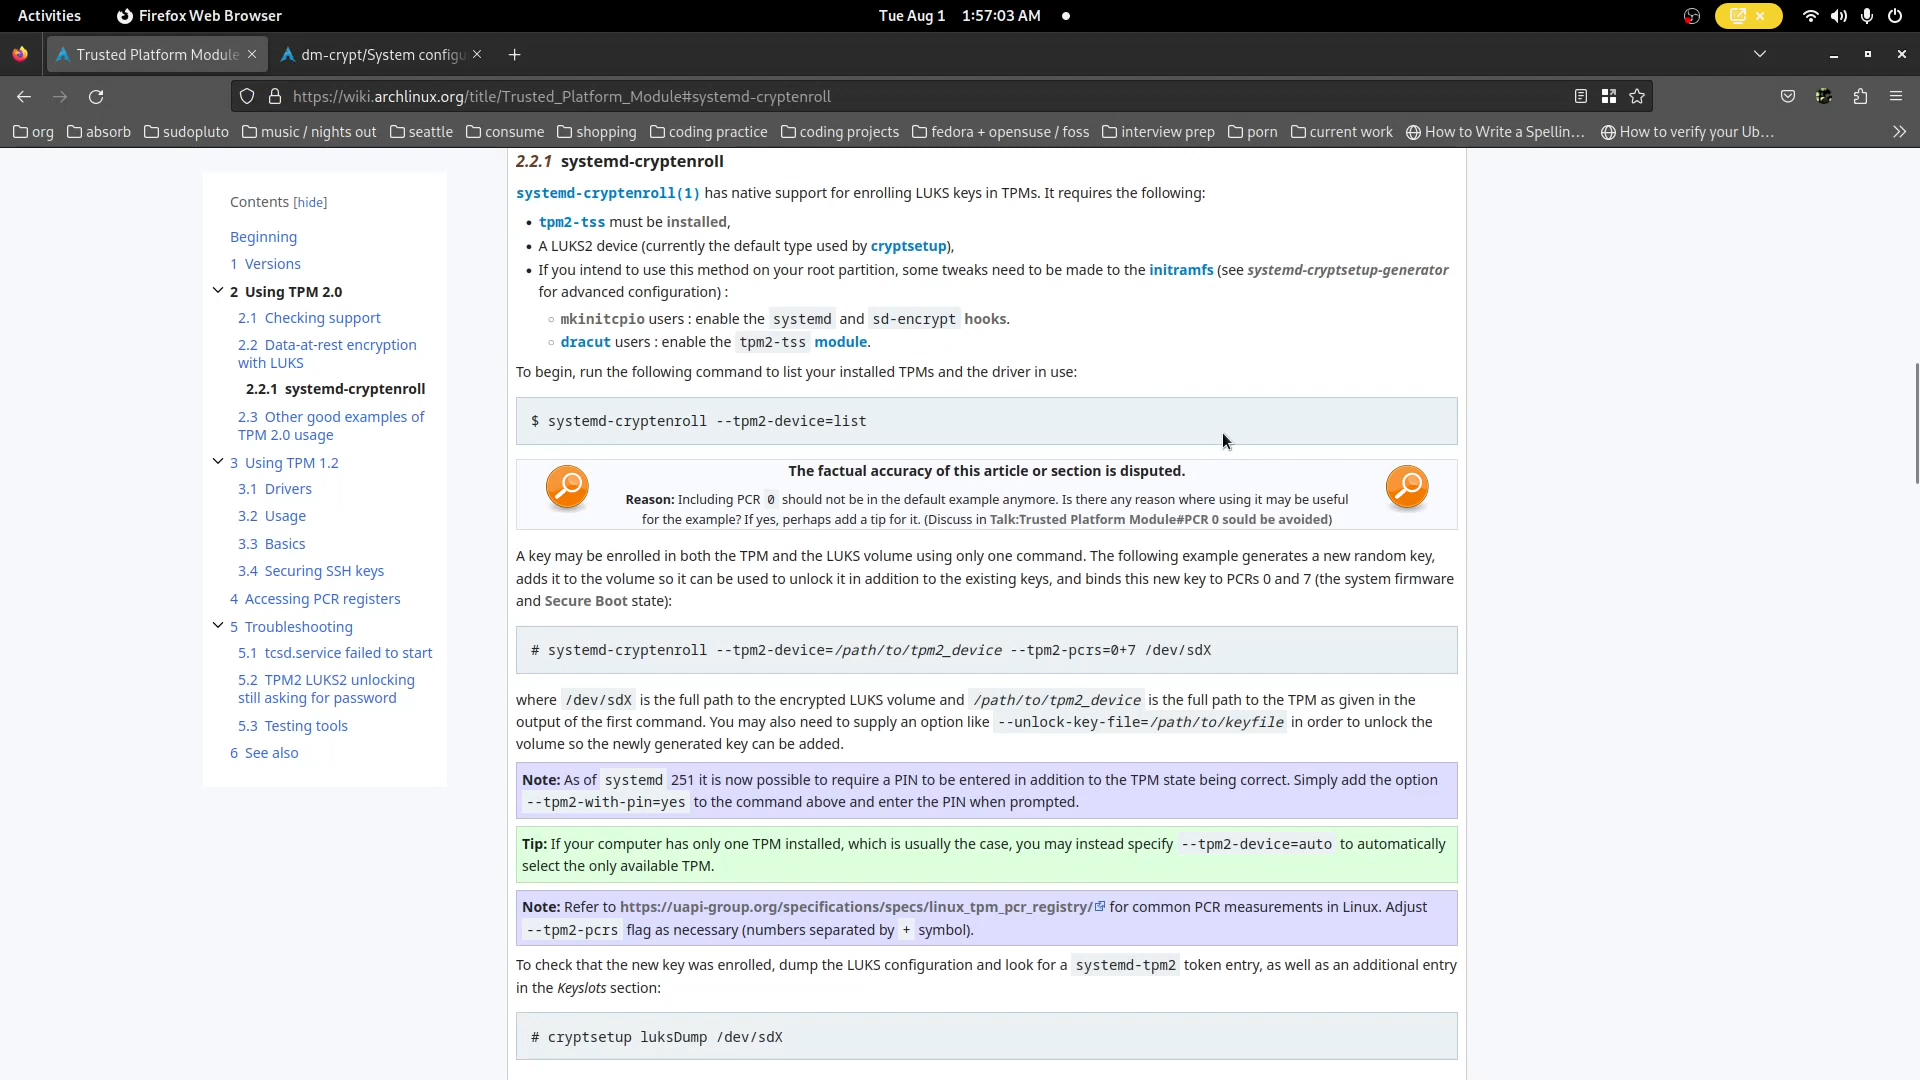 Activities Firefox Web Browser Tue Aug 1 1:57:03 AM
Trusted Platform Module dm-crypt/System configu
https://wiki.archlinux.org/title/Trusted_Platform_Module#systemd-cryptenroll
org absorb sudopluto music / nights out seattle consume shopping coding practice coding projects fedora + opensuse / foss interview prep porn current work How to Write a Spellin… How to verify your Ub…
Contents [hide]
Beginning
1 Versions
2 Using TPM 2.0
2.1 Checking support
2.2 Data-at-rest encryption
with LUKS
2.2.1 systemd-cryptenroll
2.3 Other good examples of
TPM 2.0 usage
3 Using TPM 1.2
3.1 Drivers
3.2 Usage
3.3 Basics
3.4 Securing SSH keys
4 Accessing PCR registers
5 Troubleshooting
5.1 tcsd.service failed to start
5.2 TPM2 LUKS2 unlocking
still asking for password
5.3 Testing tools
6 See also
2.2.1 systemd-cryptenroll
systemd-cryptenroll(1) has native support for enrolling LUKS keys in TPMs. It requires the following:
• tpm2-tss must be installed,
• A LUKS2 device (currently the default type used by cryptsetup),
• If you intend to use this method on your root partition, some tweaks need to be made to the initramfs (see systemd-cryptsetup-generator
for advanced configuration) :
◦ mkinitcpio users : enable the systemd and sd-encrypt hooks.
◦ dracut users : enable the tpm2-tss module.
To begin, run the following command to list your installed TPMs and the driver in use:
$ systemd-cryptenroll --tpm2-device=list
The factual accuracy of this article or section is disputed.
Reason: Including PCR 0 should not be in the default example anymore. Is there any reason where using it may be useful
for the example? If yes, perhaps add a tip for it. (Discuss in Talk:Trusted Platform Module#PCR 0 sould be avoided)
A key may be enrolled in both the TPM and the LUKS volume using only one command. The following example generates a new random key,
adds it to the volume so it can be used to unlock it in addition to the existing keys, and binds this new key to PCRs 0 and 7 (the system firmware
and Secure Boot state):
# systemd-cryptenroll --tpm2-device=/path/to/tpm2_device --tpm2-pcrs=0+7 /dev/sdX
where /dev/sdX is the full path to the encrypted LUKS volume and /path/to/tpm2_device is the full path to the TPM as given in the
output of the first command. You may also need to supply an option like --unlock-key-file=/path/to/keyfile in order to unlock the
volume so the newly generated key can be added.
Note: As of systemd 251 it is now possible to require a PIN to be entered in addition to the TPM state being correct. Simply add the option
--tpm2-with-pin=yes to the command above and enter the PIN when prompted.
Tip: If your computer has only one TPM installed, which is usually the case, you may instead specify --tpm2-device=auto to automatically
select the only available TPM.
Note: Refer to https://uapi-group.org/specifications/specs/linux_tpm_pcr_registry/ for common PCR measurements in Linux. Adjust
--tpm2-pcrs flag as necessary (numbers separated by + symbol).
To check that the new key was enrolled, dump the LUKS configuration and look for a systemd-tpm2 token entry, as well as an additional entry
in the Keyslots section:
# cryptsetup luksDump /dev/sdX